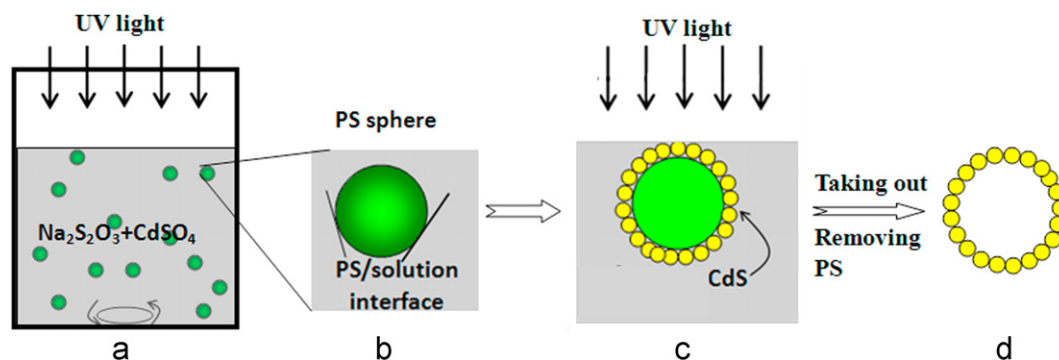 UV light
UV light
PS sphere
Na₂S₂O₃+CdSO₄
PS/solution
interface
CdS
Taking out
Removing
PS
a
b
c
d